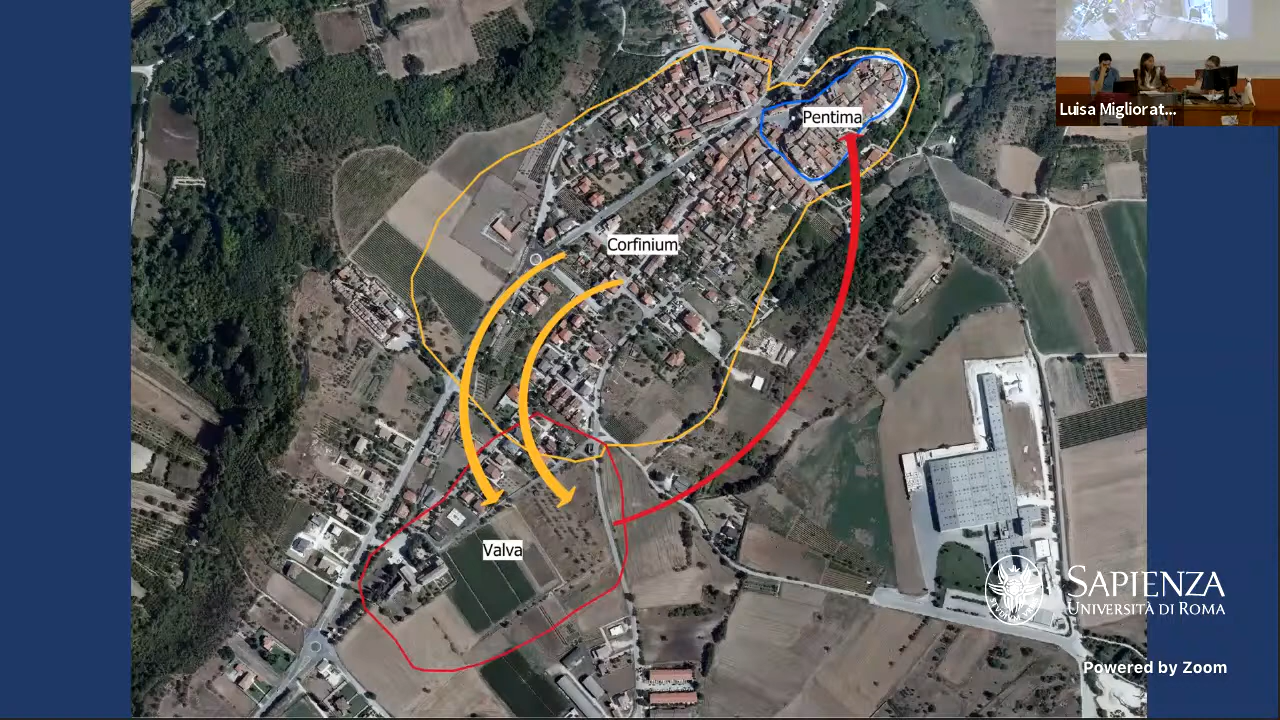 Luisa Migliorat...
Pentima
Corfinium
Valva
SAPIENZA
UNIVERSITÀ DI ROMA
Powered by Zoom